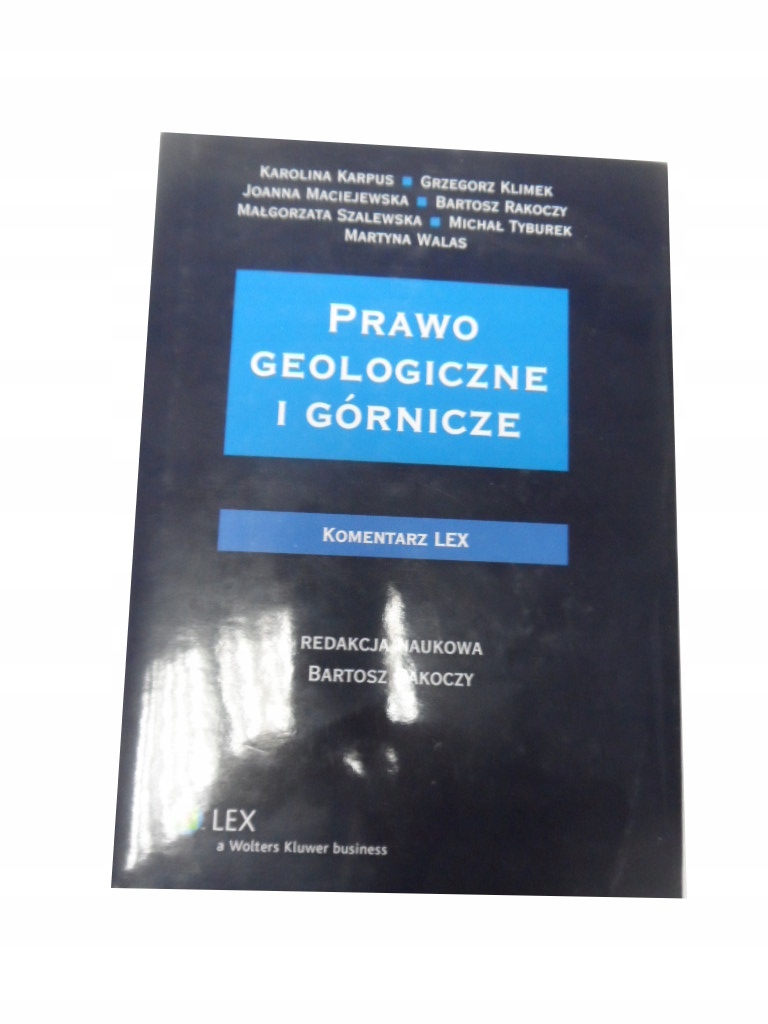 KAROLINA KARPUS ■ GRZEGORZ KLIMEK
JOANNA MACIEJEWSKA ■ BARTOSZ RAKOCZY
MAŁGORZATA SZALEWSKA ■ MICHAŁ TYBUREK
MARTYNA WALAS
PRAWO
GEOLOGICZNE
I GÓRNICZE
KOMENTARZ LEX
REDAKCJA NAUKOWA
BARTOSZ RAKOCZY
LEX
a Wolters Kluwer business